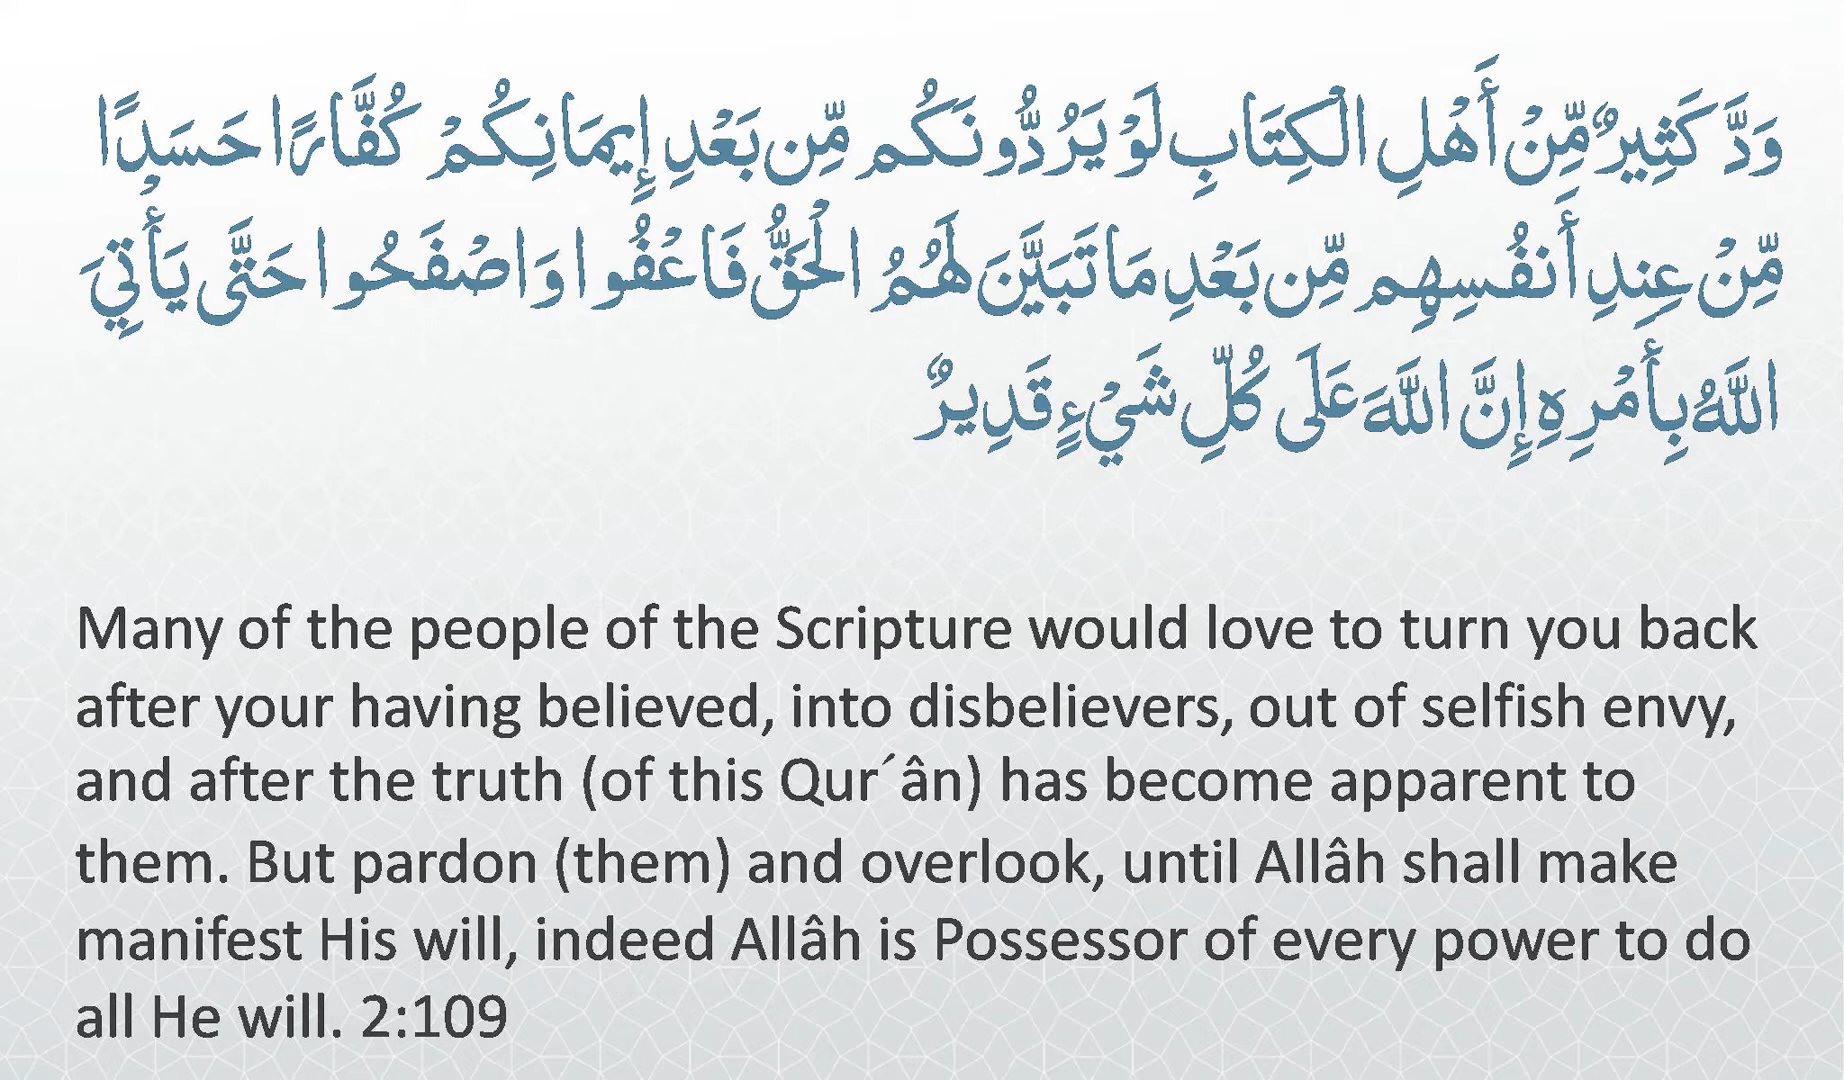 وَدَّ كَثِيرٌ مِّنْ أَهْلِ الْكِتَابِ لَوْ يَرُدُّونَكُم مِّن بَعْدِ إِيمَانِكُمْ كُفَّارًا حَسَدًا
مِّنْ عِندِ أَنفُسِهِم مِّن بَعْدِ مَا تَبَيَّنَ لَهُمُ الْحَقُّ فَاعْفُوا وَاصْفَحُوا حَتَّى يَأْتِيَ
اللَّهُ بِأَمْرِهِ إِنَّ اللَّهَ عَلَى كُلِّ شَيْءٍ قَدِيرٌ
Many of the people of the Scripture would love to turn you back
after your having believed, into disbelievers, out of selfish envy,
and after the truth (of this Qur´ân) has become apparent to
them. But pardon (them) and overlook, until Allâh shall make
manifest His will, indeed Allâh is Possessor of every power to do
all He will. 2:109